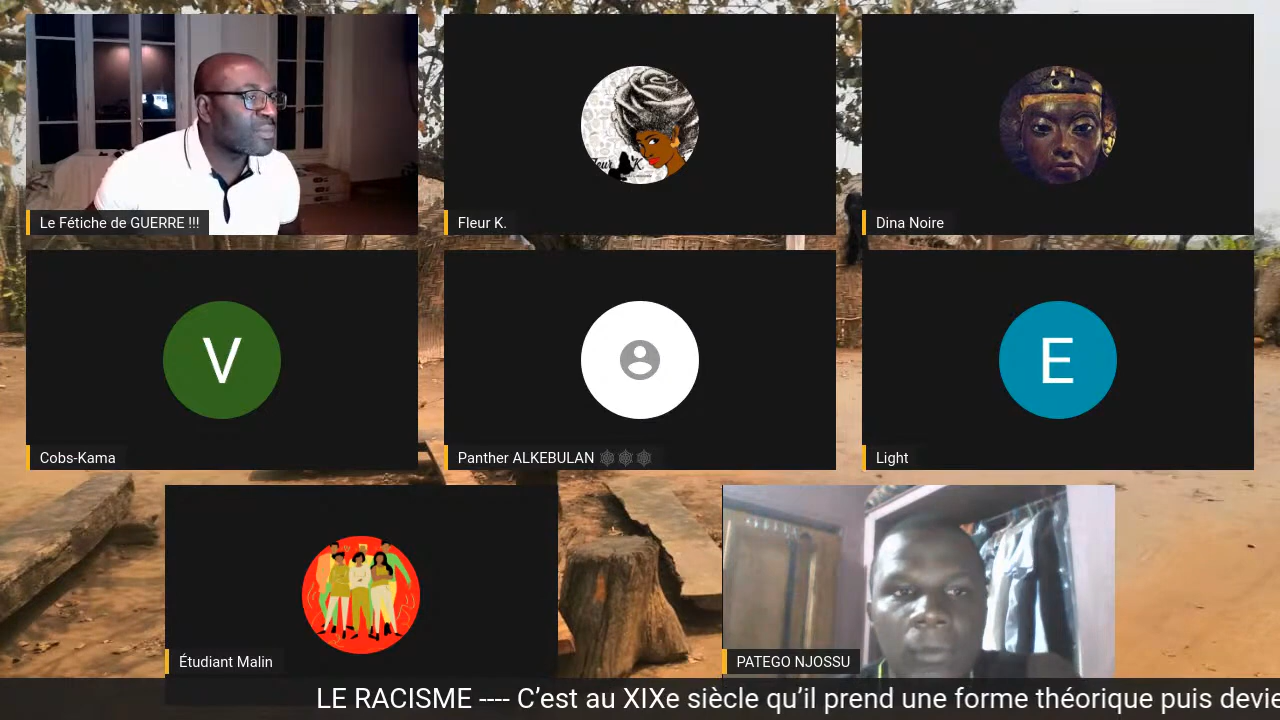 Le Fétiche de GUERRE !!!
Fleur K.
Dina Noire
V
Cobs-Kama
Panther ALKEBULAN 🕸🕸🕸
E
Light
Étudiant Malin
PATEGO NJOSSU
LE RACISME ---- C’est au XIXe siècle qu’il prend une forme théorique puis devie